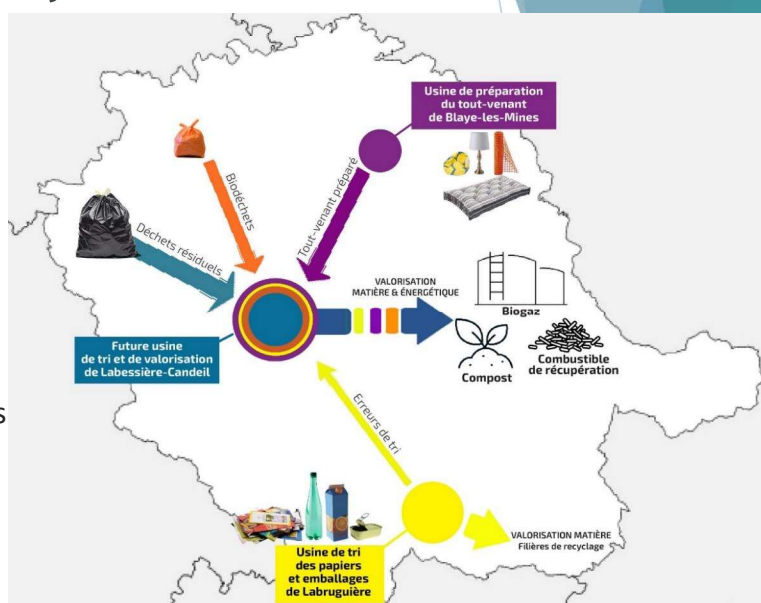 Usine de préparation
du tout-venant
de Blaye-les-Mines
Biodéchets
Tout-venant préparé
Déchets résiduels
VALORISATION
MATIÈRE & ÉNERGÉTIQUE
Biogaz
Future usine
de tri et de valorisation
de Labessière-Candeil
Compost
Combustible
de récupération
Erreurs de tri
VALORISATION MATIÈRE
Filières de recyclage
Usine de tri
des papiers
et emballages
de Labruguière